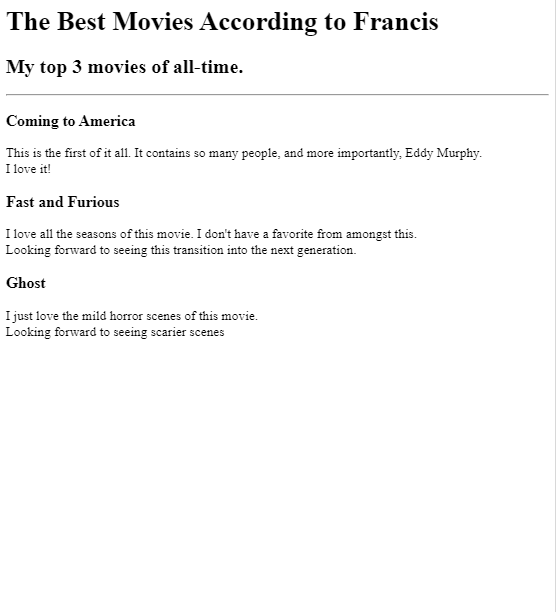 The Best Movies According to Francis
My top 3 movies of all-time.
Coming to America
This is the first of it all. It contains so many people, and more importantly, Eddy Murphy.
I love it!
Fast and Furious
I love all the seasons of this movie. I don't have a favorite from amongst this.
Looking forward to seeing this transition into the next generation.
Ghost
I just love the mild horror scenes of this movie.
Looking forward to seeing scarier scenes